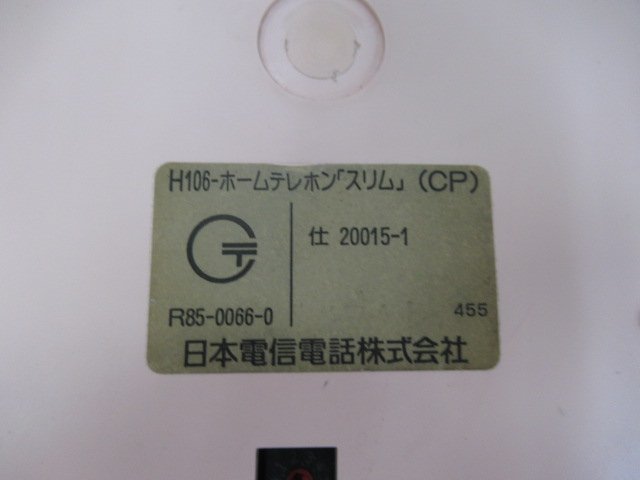 H106-ホームテレホン「スリム」(CP)
仕 20015-1
R85-0066-0
455
日本電信電話株式会社